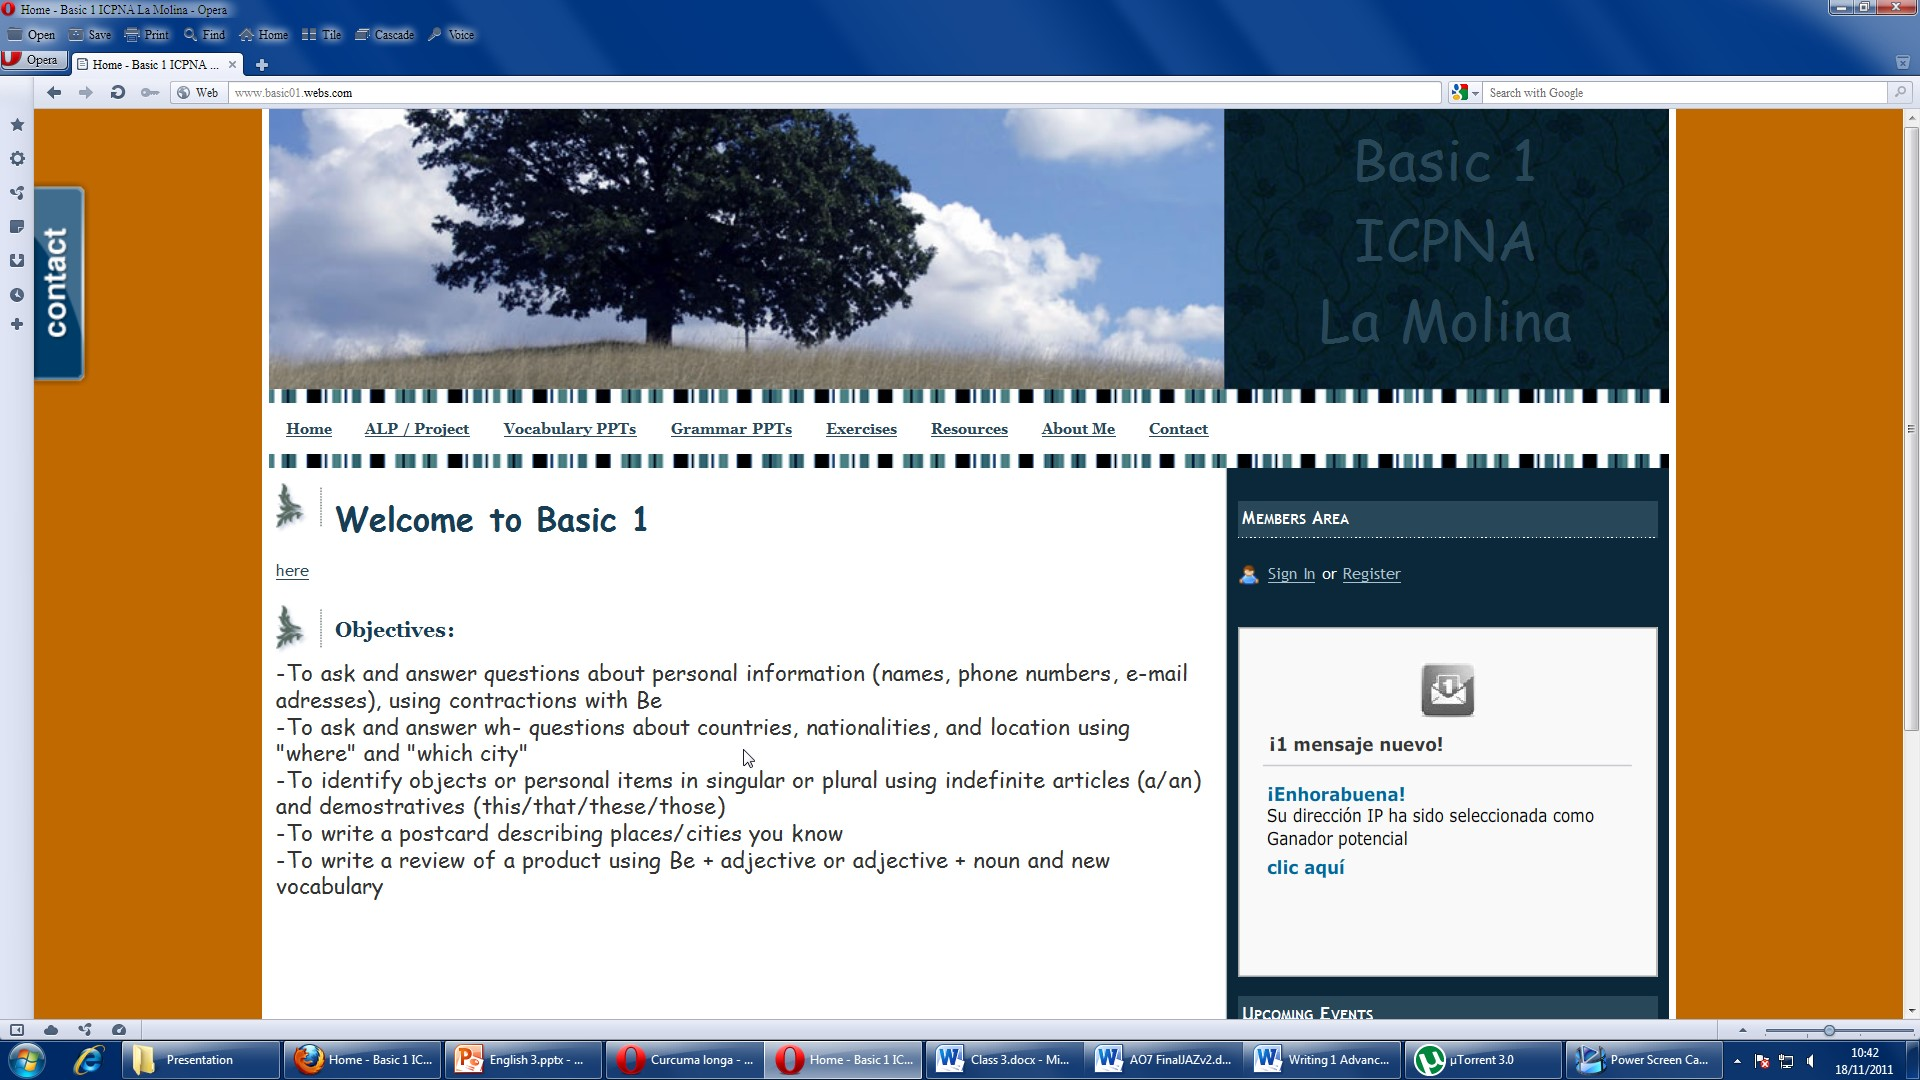 Home - Basic 1 ICPNA La Molina - Opera
Open Save Print Find Home Tile Cascade Voice
Opera
Home - Basic 1 ICPNA ...
Web
www.basic01.webs.com
Search with Google
contact
Basic 1
ICPNA
La Molina
Home ALP / Project Vocabulary PPTs Grammar PPTs Exercises Resources About Me Contact
Welcome to Basic 1
here
Objectives:
-To ask and answer questions about personal information (names, phone numbers, e-mail
adresses), using contractions with Be
-To ask and answer wh- questions about countries, nationalities, and location using
"where" and "which city"
-To identify objects or personal items in singular or plural using indefinite articles (a/an)
and demostratives (this/that/these/those)
-To write a postcard describing places/cities you know
-To write a review of a product using Be + adjective or adjective + noun and new
vocabulary
Members Area
Sign In or Register
1
¡1 mensaje nuevo!
¡Enhorabuena!
Su dirección IP ha sido seleccionada como
Ganador potencial
clic aquí
Upcoming Events
Presentation
Home - Basic 1 IC...
English 3.pptx - ...
Curcuma longa - ...
Home - Basic 1 IC...
Class 3.docx - Mi...
AO7 FinalJAZv2.d...
Writing 1 Advanc...
µTorrent 3.0
Power Screen Ca...
10:42
18/11/2011